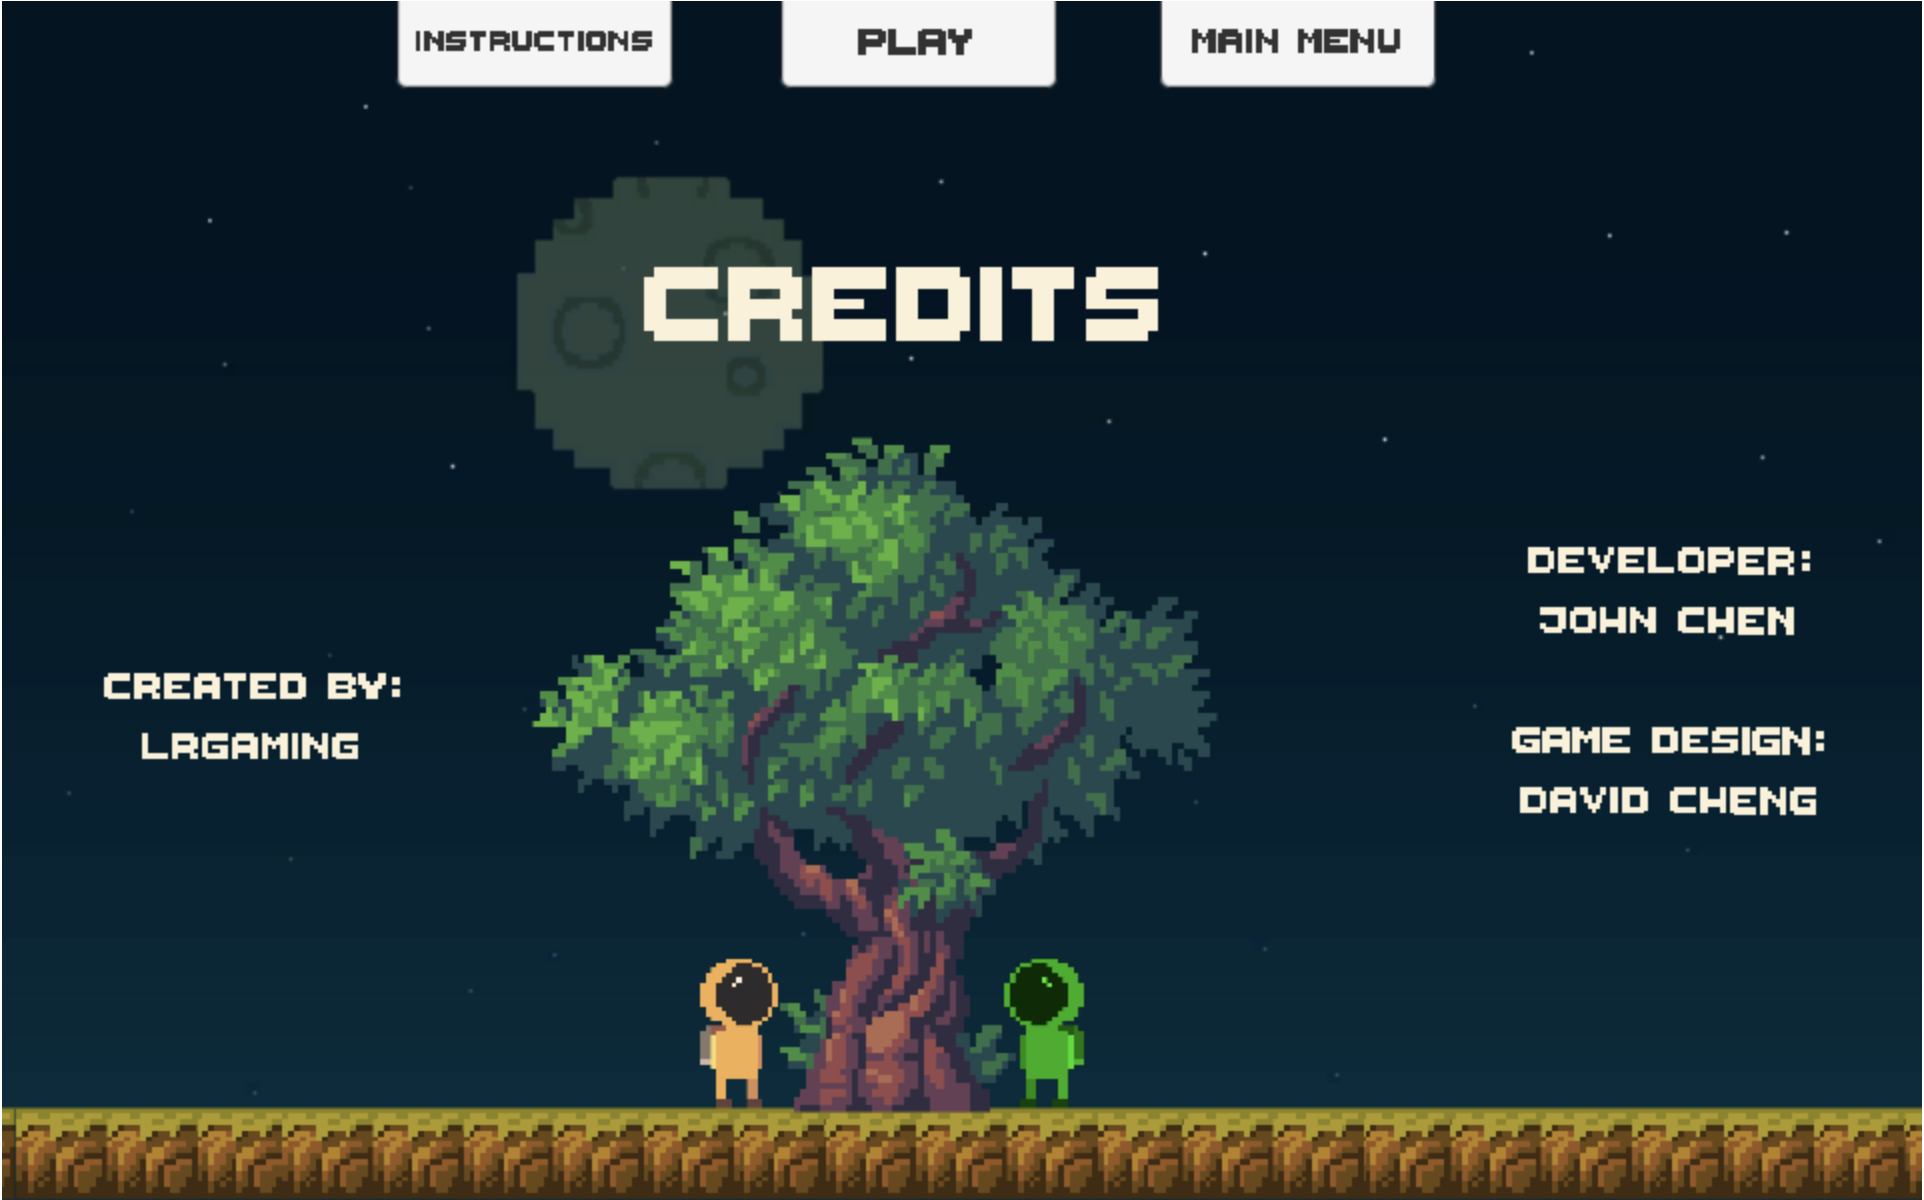 INSTRUCTIONS
PLAY
MAIN MENU
CREDITS
CREATED BY:
LRGAMING
DEVELOPER:
JOHN CHEN
GAME DESIGN:
DAVID CHENG